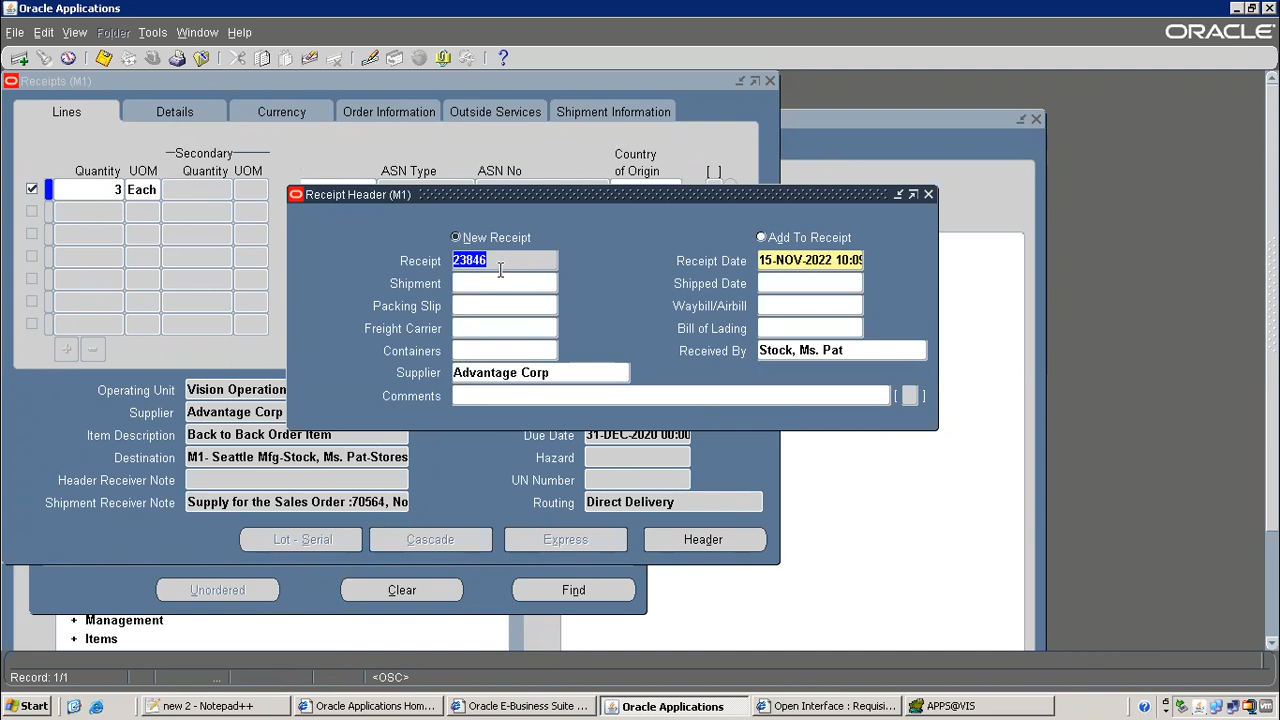 Oracle Applications
File Edit View Folder Tools Window Help
ORACLE
Receipts (M1)
Lines Details Currency Order Information Outside Services Shipment Information
Secondary
Country
Quantity UOM Quantity UOM ASN Type ASN No of Origin [ ]
3 Each
Receipt Header (M1)
New Receipt Add To Receipt
Receipt 23846 Receipt Date 15-NOV-2022 10:09
Shipment Shipped Date
Packing Slip Waybill/Airbill
Freight Carrier Bill of Lading
Containers Received By Stock, Ms. Pat
Supplier Advantage Corp
Comments [ ]
Operating Unit Vision Operation
Supplier Advantage Corp
Item Description Back to Back Order Item Due Date 31-DEC-2020 00:00
Destination M1- Seattle Mfg-Stock, Ms. Pat-Stores Hazard
Header Receiver Note UN Number
Shipment Receiver Note Supply for the Sales Order :70564, No Routing Direct Delivery
Lot - Serial Cascade Express Header
Unordered Clear Find
+ Management
+ Items
Record: 1/1 ... <OSC>
Start new 2 - Notepad++ Oracle Applications Hom... Oracle E-Business Suite ... Oracle Applications Open Interface : Requis... APPS@VIS